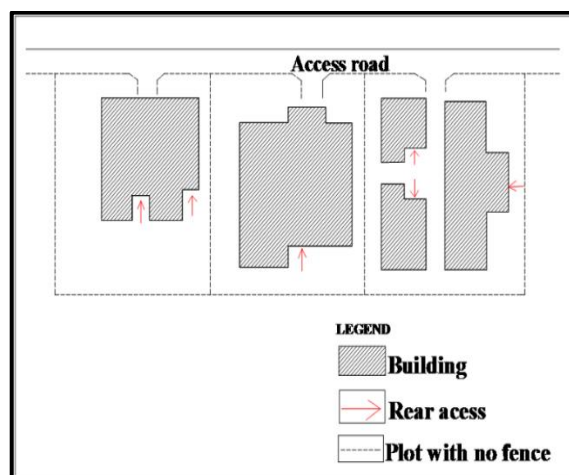 Access road
LEGEND
Building
Rear acess
Plot with no fence